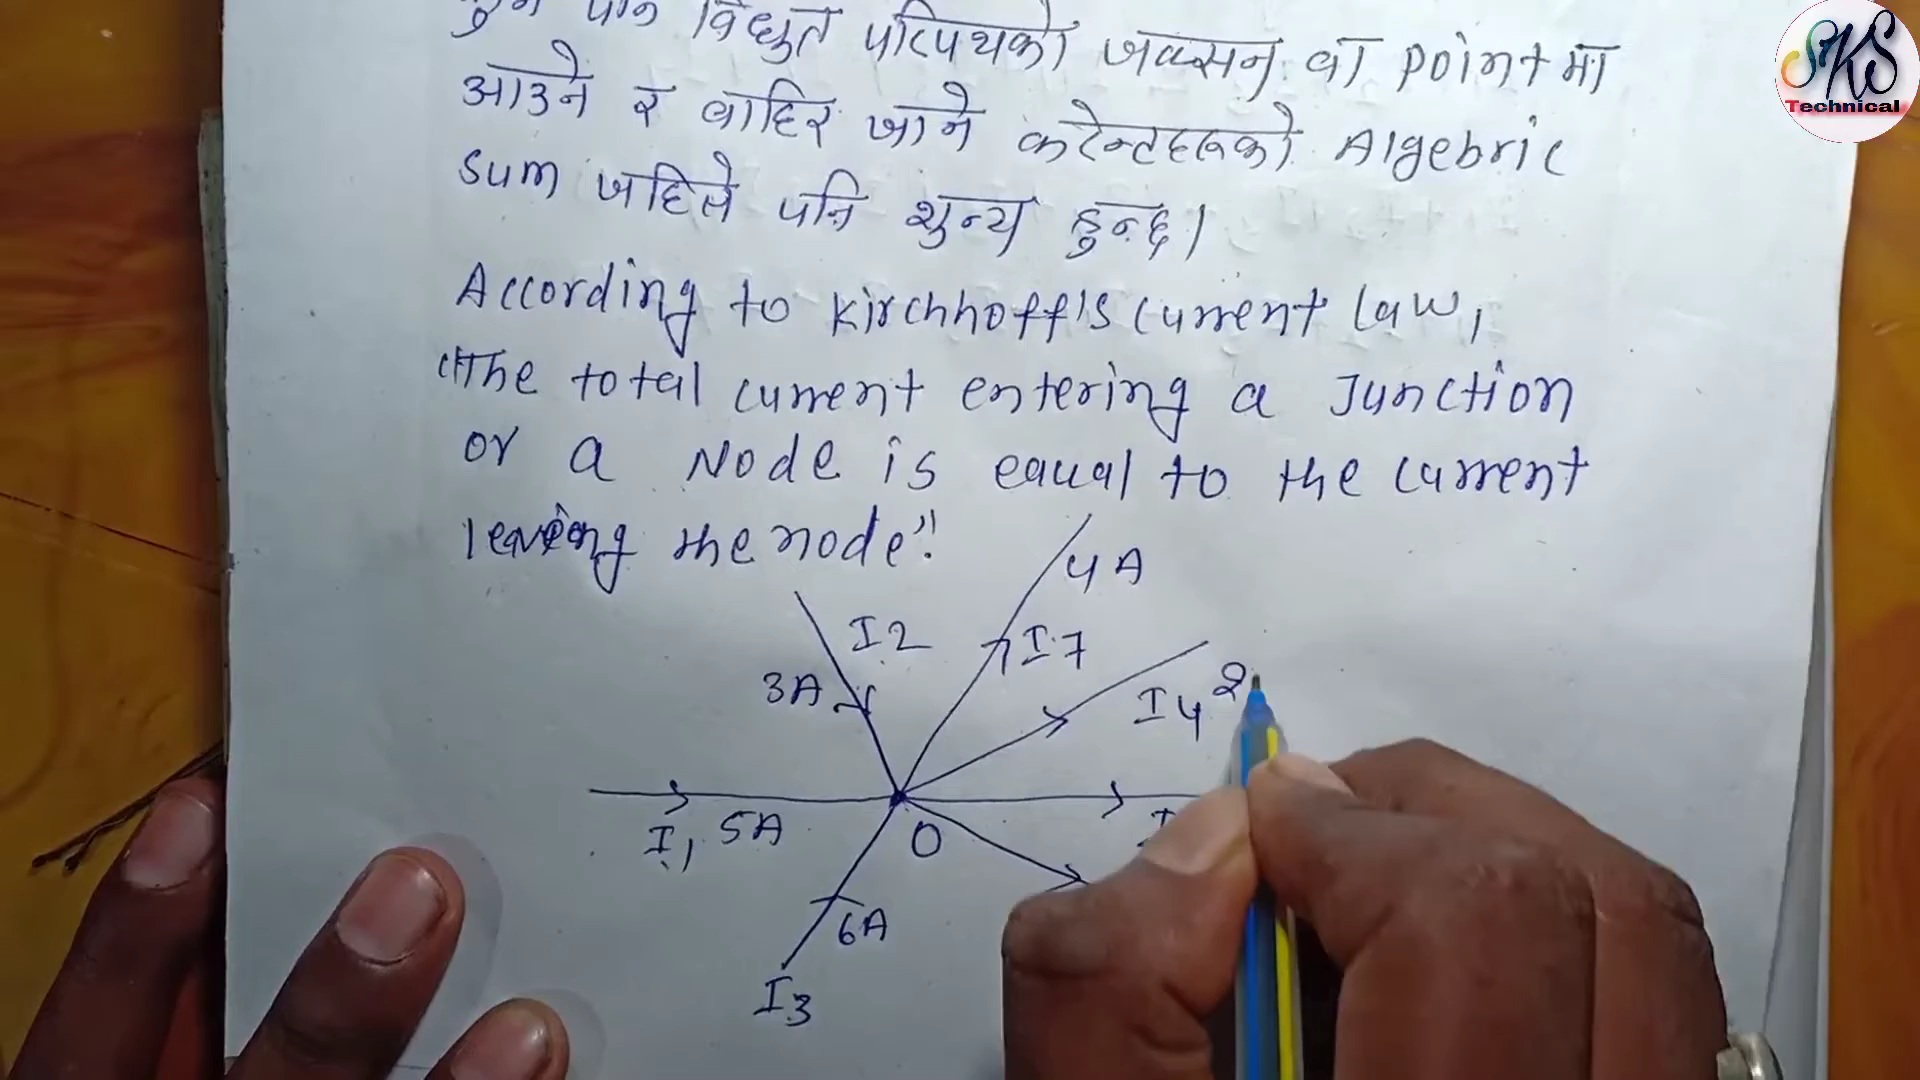 पनि विद्युत परिपथको जक्सन वा Point मा
आउने र बाहिर जाने करेन्टहरुको Algebric
Sum जहिले पनि शुन्य हुन्छ।
According to Kirchhoff's current law,
"The total current entering a Junction
or a Node is equal to the current
leaving the node".
4A
I2
I7
3A
I4 2
I1 5A
O
I
6A
I3
SKS
Technical